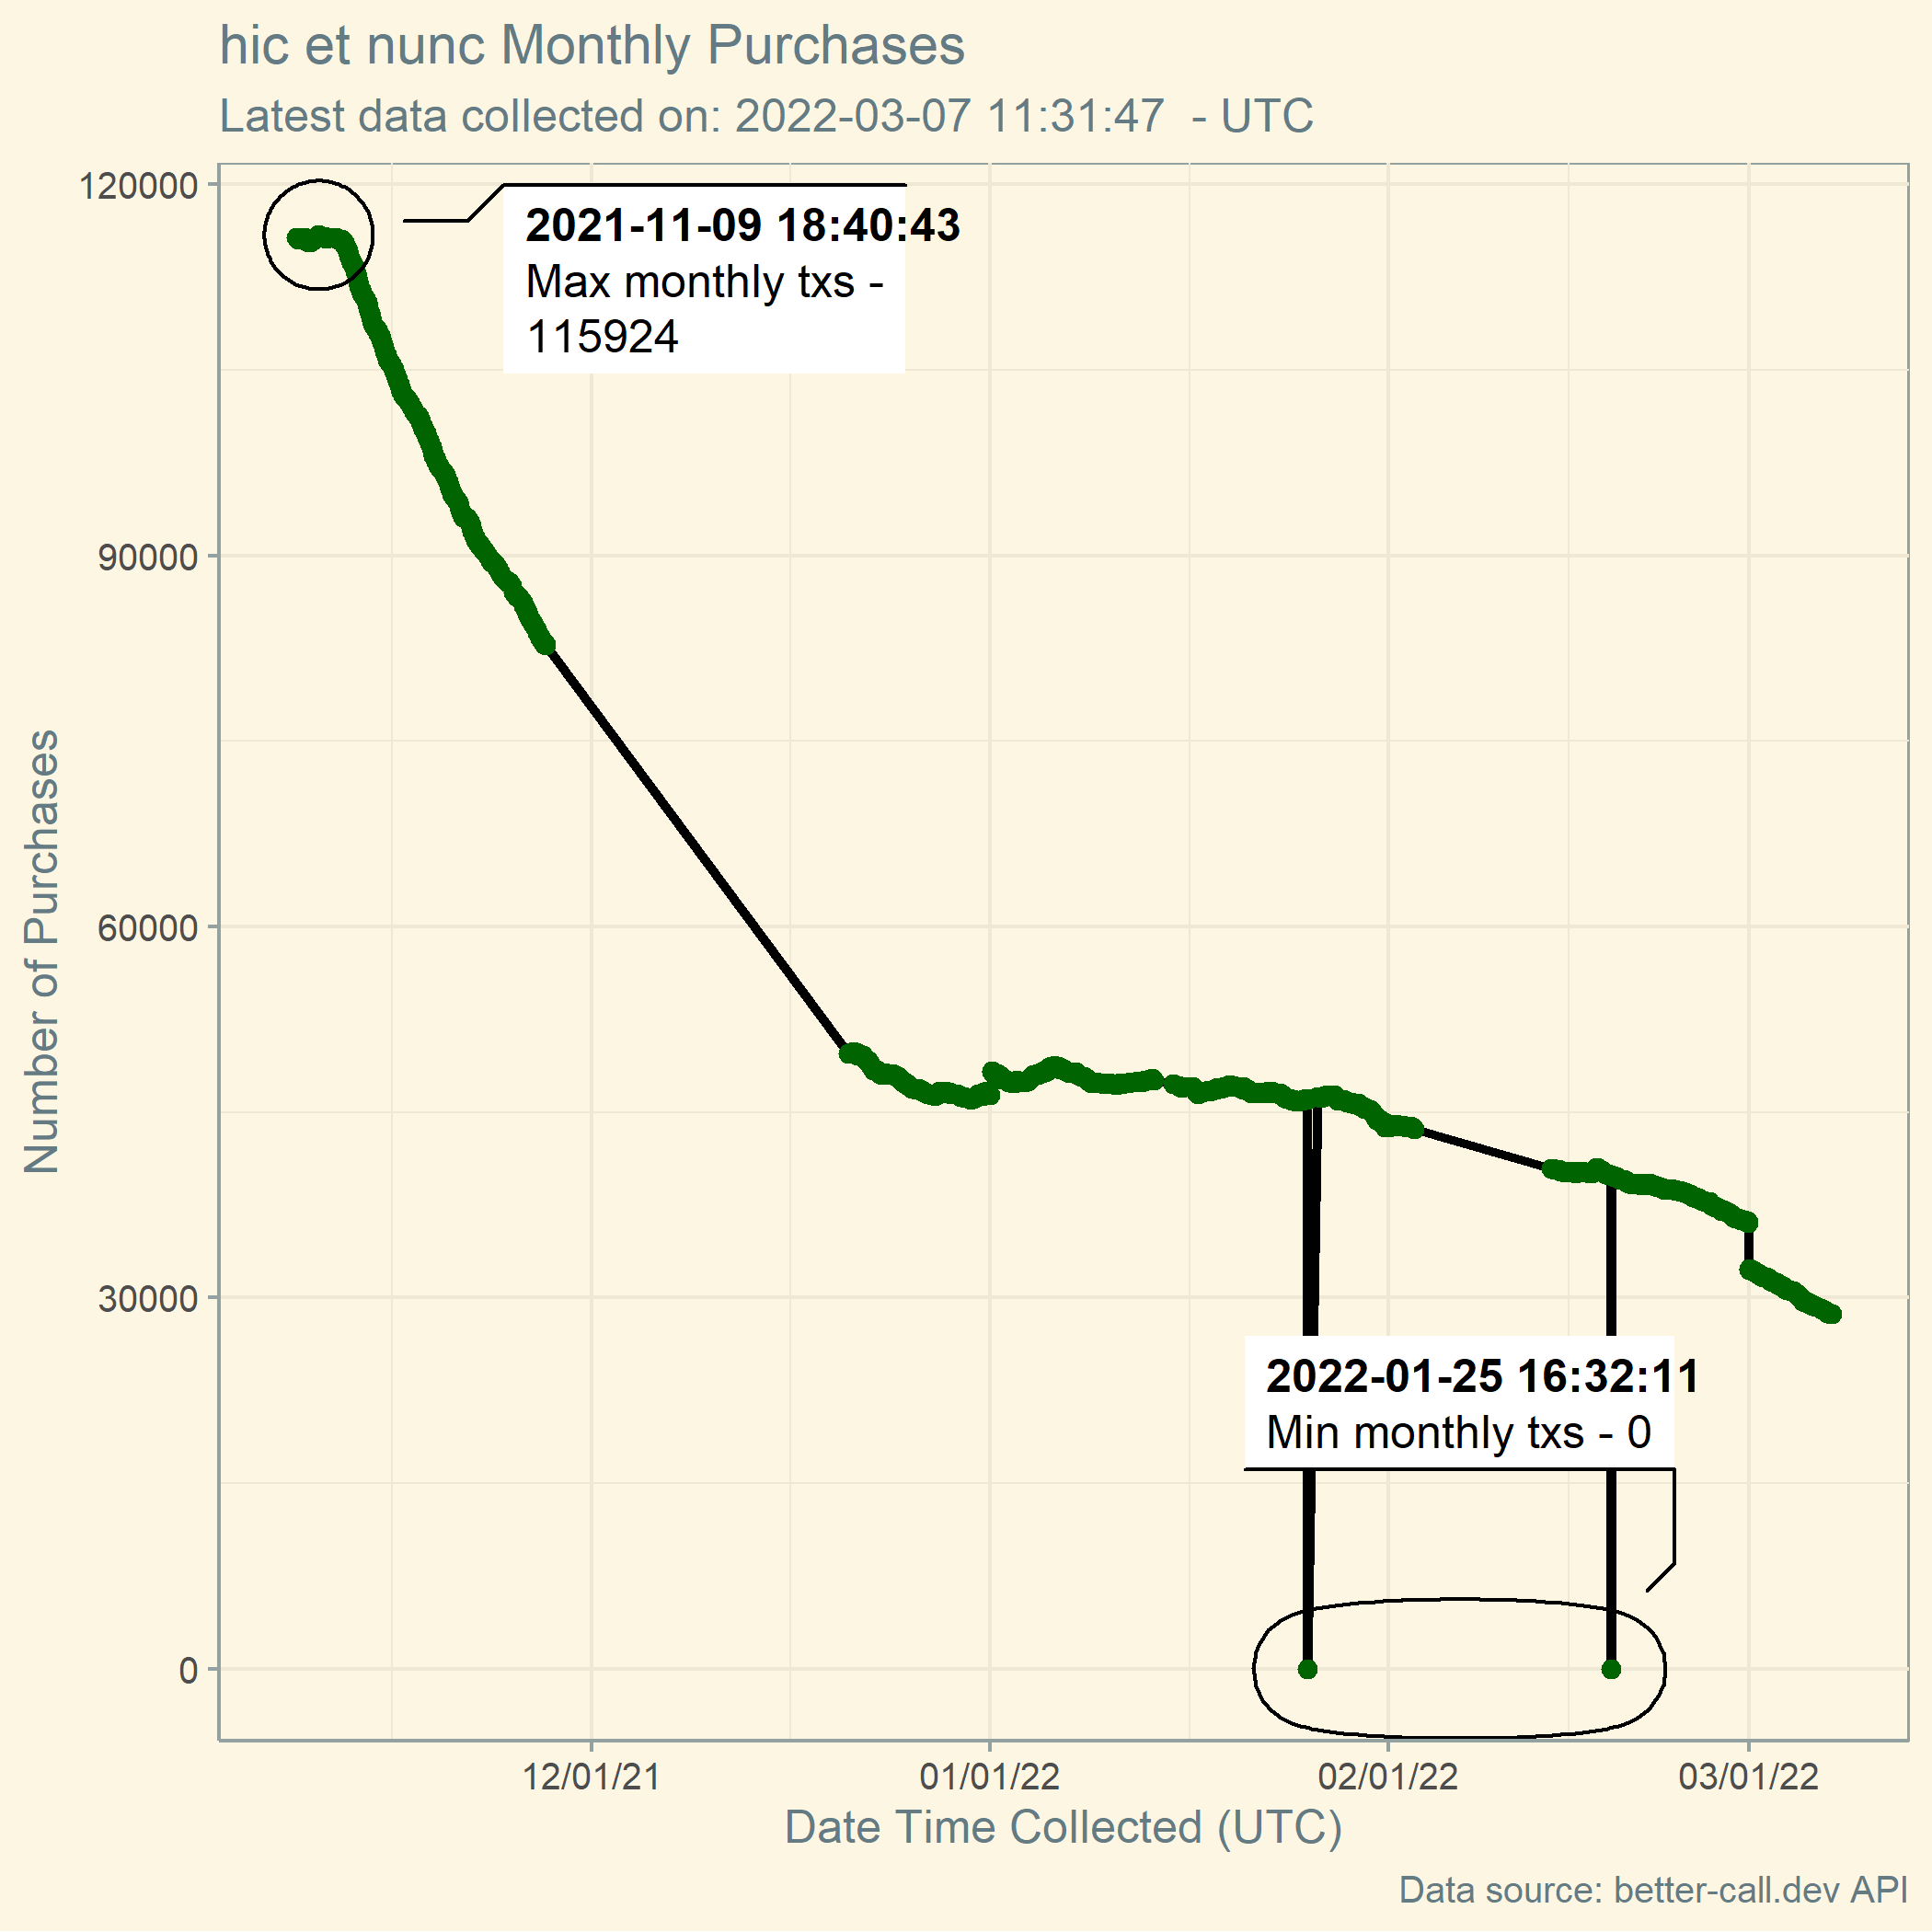 hic et nunc Monthly Purchases
Latest data collected on: 2022-03-07 11:31:47 - UTC
120000
90000
60000
30000
0
Number of Purchases
2021-11-09 18:40:43
Max monthly txs -
115924
2022-01-25 16:32:11
Min monthly txs - 0
12/01/21
01/01/22
02/01/22
03/01/22
Date Time Collected (UTC)
Data source: better-call.dev API